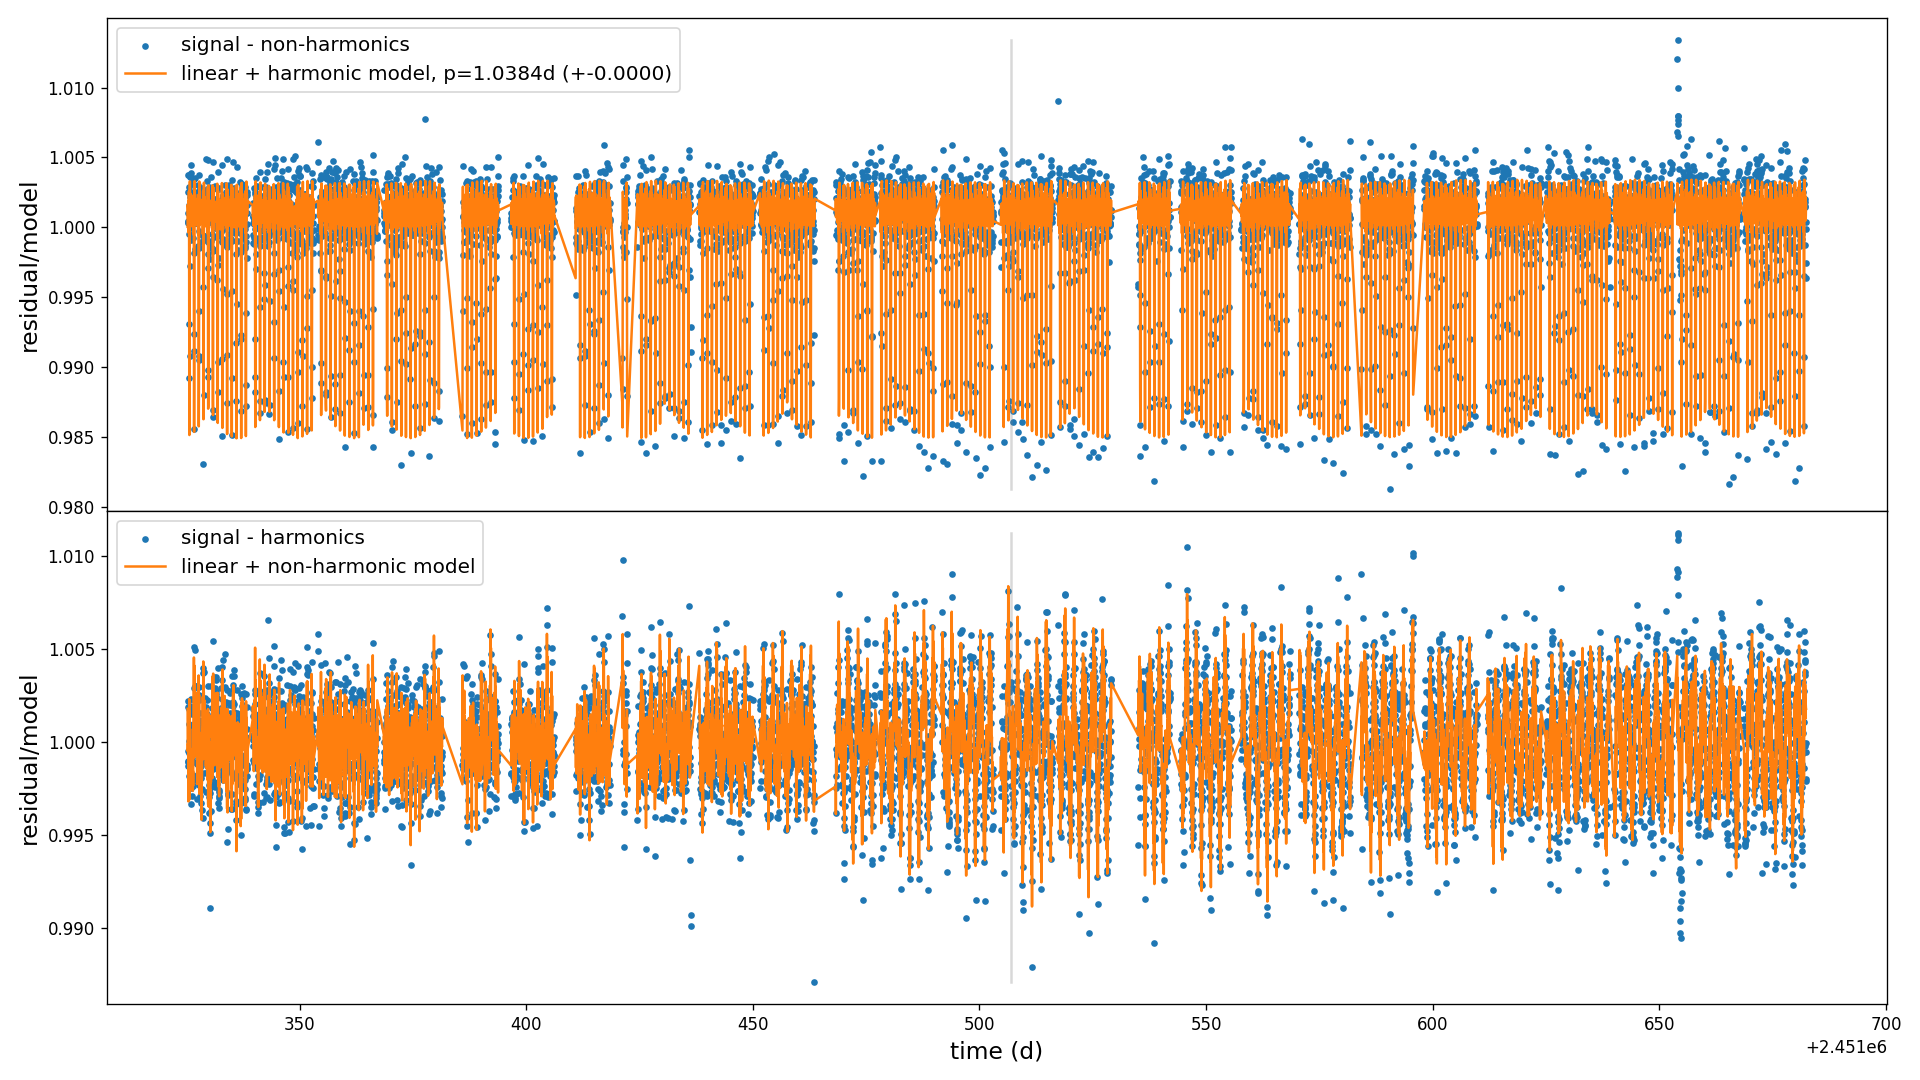 signal - non-harmonics
linear + harmonic model, p=1.0384d (+-0.0000)
residual/model
1.010
1.005
1.000
0.995
0.990
0.985
0.980
signal - harmonics
linear + non-harmonic model
residual/model
1.010
1.005
1.000
0.995
0.990
350 400 450 500 550 600 650 700
time (d)
+2.451e6